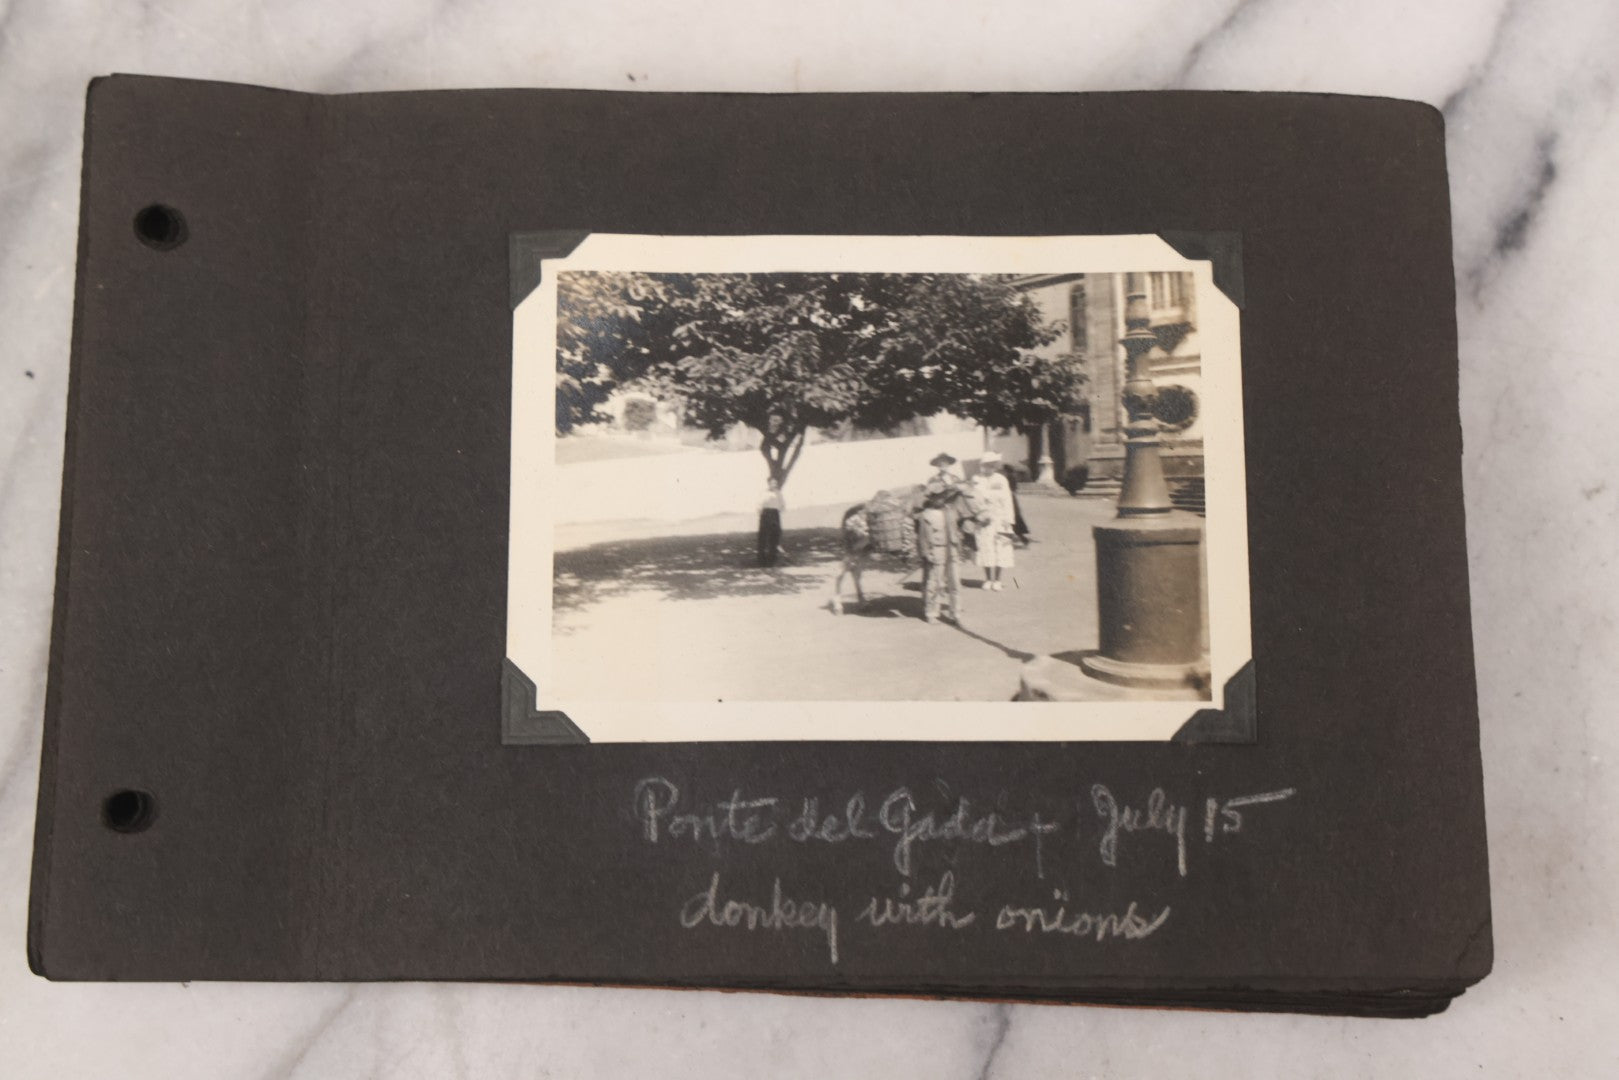 Ponte del Gada + July 15
donkey with onions